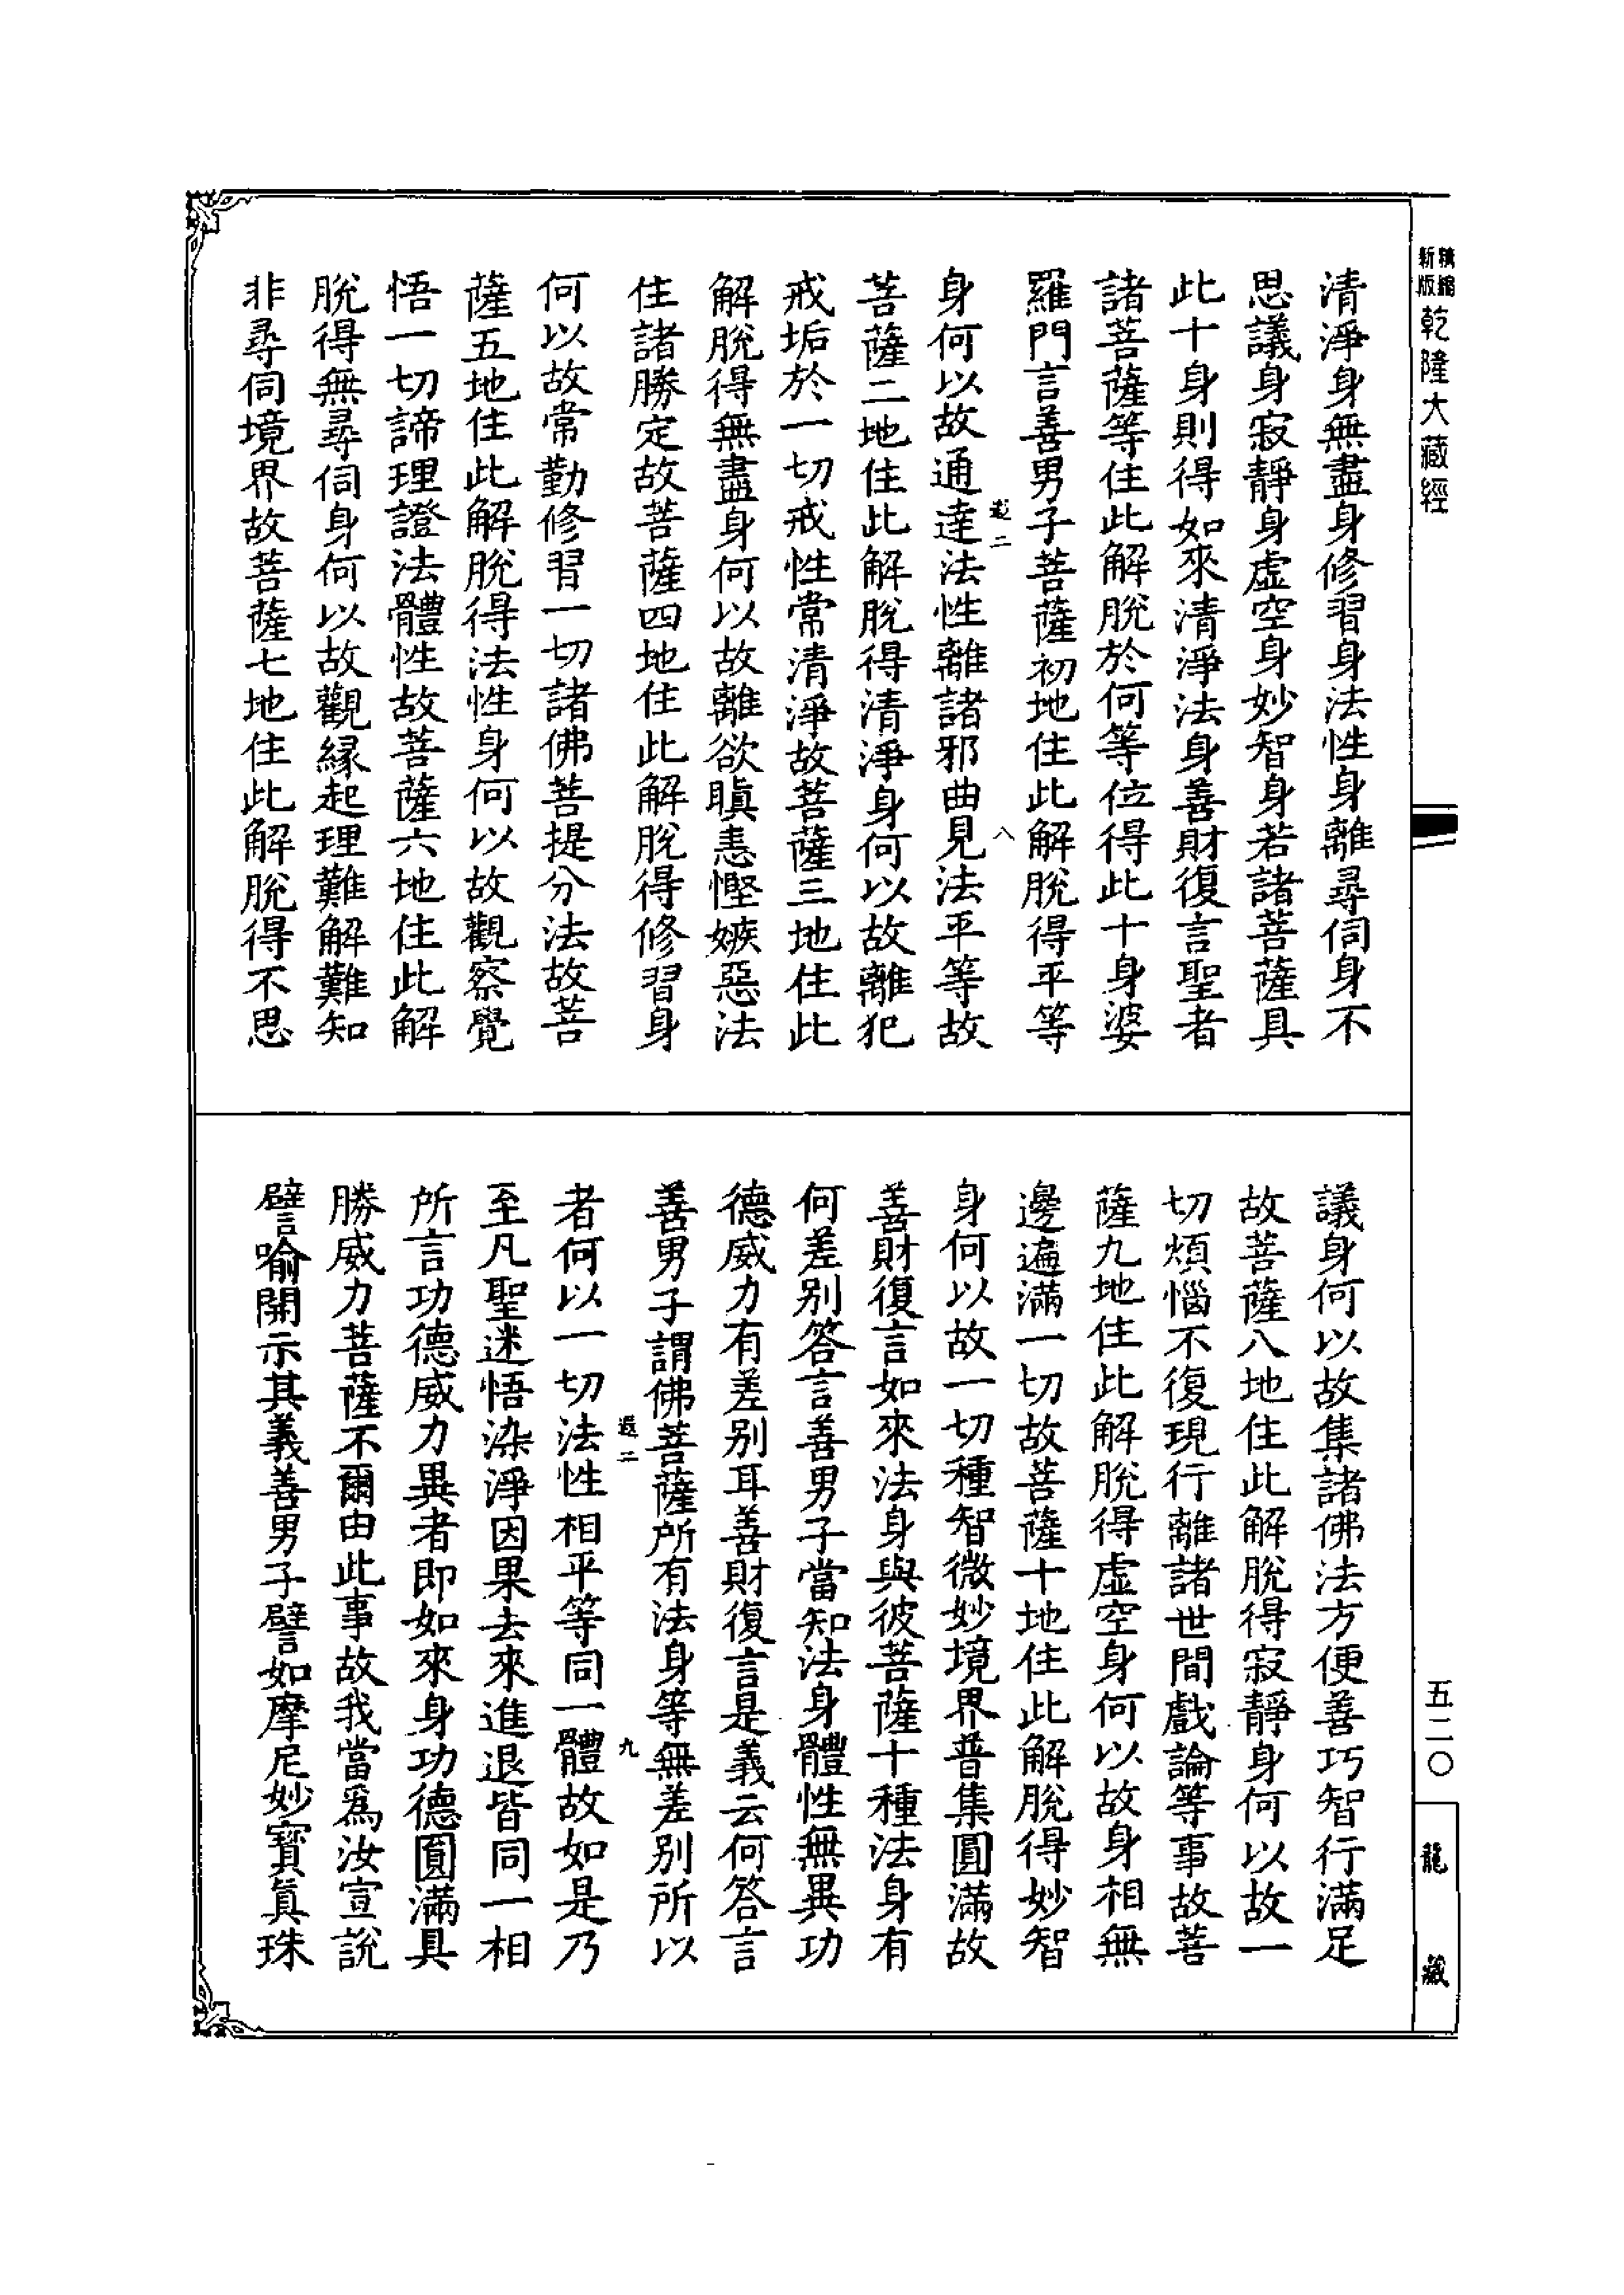 新版精縮乾隆大藏經
清淨身無盡身修習身法性身離尋伺身不
思議身寂靜身虛空身妙智身若諸菩薩具
此十身則得如來清淨法身善財復言聖者
諸菩薩等住此解脫於何等位得此十身婆
羅門言善男子菩薩初地住此解脫得平等
二 八
身何以故通達法性離諸邪曲見法平等故
菩薩二地住此解脫得清淨身何以故離犯
戒垢於一切戒性常清淨故菩薩三地住此
解脫得無盡身何以故離欲瞋恚慳嫉惡法
住諸勝定故菩薩四地住此解脫得修習身
何以故常勤修習一切諸佛菩提分法故菩
薩五地住此解脫得法性身何以故觀察覺
悟一切諦理證法體性故菩薩六地住此解
脫得無尋伺身何以故觀緣起理難解難知
非尋伺境界故菩薩七地住此解脫得不思
議身何以故集諸佛法方便善巧智行滿足
故菩薩八地住此解脫得寂靜身何以故一
切煩惱不復現行離諸世間戲論等事故菩
薩九地住此解脫得虛空身何以故身相無
邊遍滿一切故菩薩十地住此解脫得妙智
身何以故一切種智微妙境界普集圓滿故
善財復言如來法身與彼菩薩十種法身有
何差別答言善男子當知法身體性無異功
德威力有差別耳善財復言是義云何答言
善男子謂佛菩薩所有法身等無差別所以
二 九
者何以一切法性相平等同一體故如是乃
至凡聖迷悟染淨因果去來進退皆同一相
所言功德威力異者即如來身功德圓滿具
勝威力菩薩不爾由此事故我當爲汝宣說
譬喻開示其義善男子譬如摩尼妙寶真珠
五二〇
龍藏